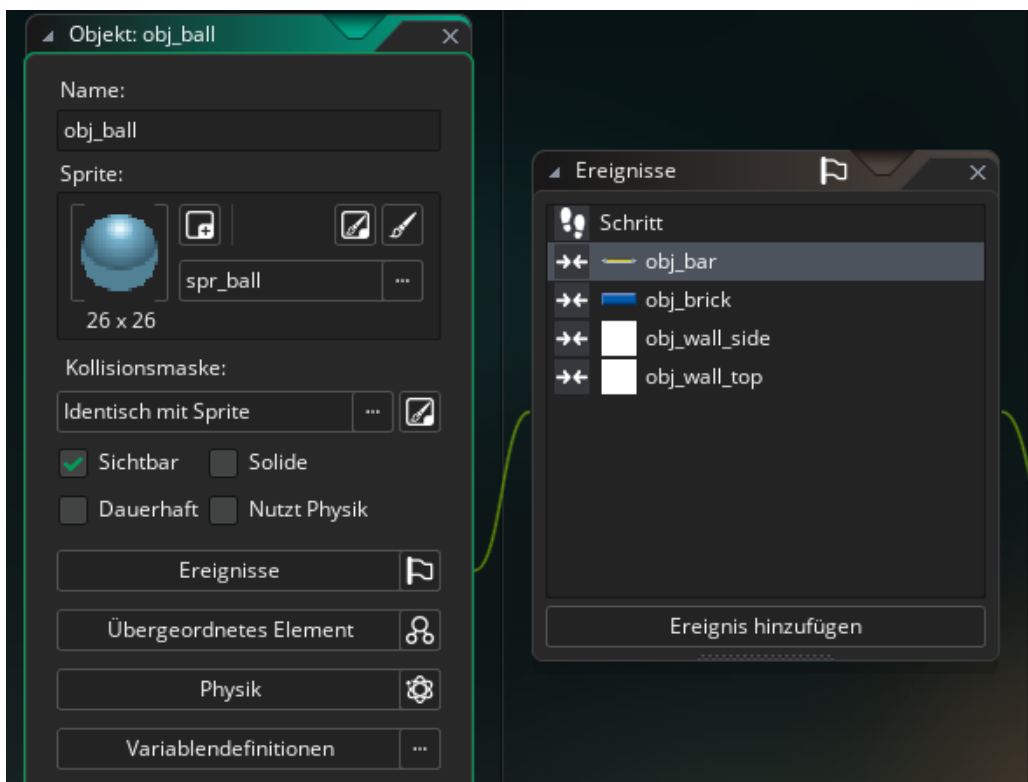 Objekt: obj_ball
Name:
obj_ball
Sprite:
spr_ball
26 x 26
Kollisionsmaske:
Identisch mit Sprite
Sichtbar
Solide
Dauerhaft
Nutzt Physik
Ereignisse
Übergeordnetes Element
Physik
Variablendefinitionen
Ereignisse
Schritt
obj_bar
obj_brick
obj_wall_side
obj_wall_top
Ereignis hinzufügen